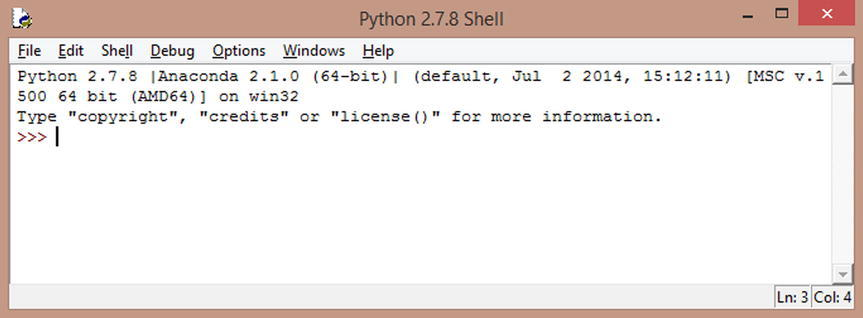 Python 2.7.8 Shell
File Edit Shell Debug Options Windows Help
Python 2.7.8 |Anaconda 2.1.0 (64-bit)| (default, Jul  2 2014, 15:12:11) [MSC v.1
500 64 bit (AMD64)] on win32
Type "copyright", "credits" or "license()" for more information.
>>>
Ln: 3 Col: 4